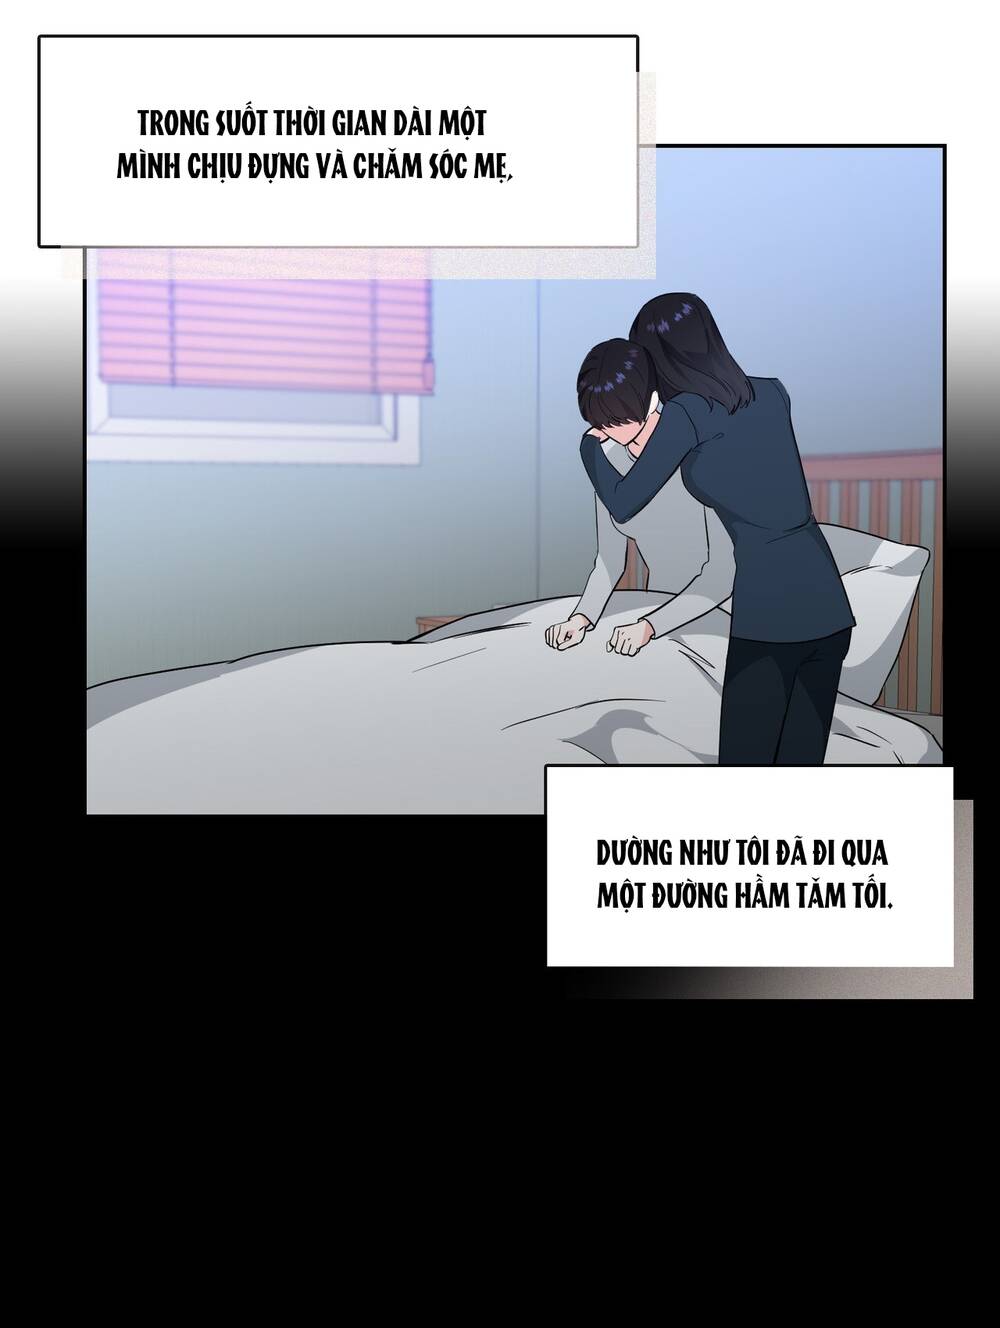 TRONG SUỐT THỜI GIAN DÀI MỘT
MÌNH CHỊU ĐỰNG VÀ CHĂM SÓC MẸ,
DƯỜNG NHƯ TÔI ĐÃ ĐI QUA
MỘT ĐƯỜNG HẦM TĂM TỐI.